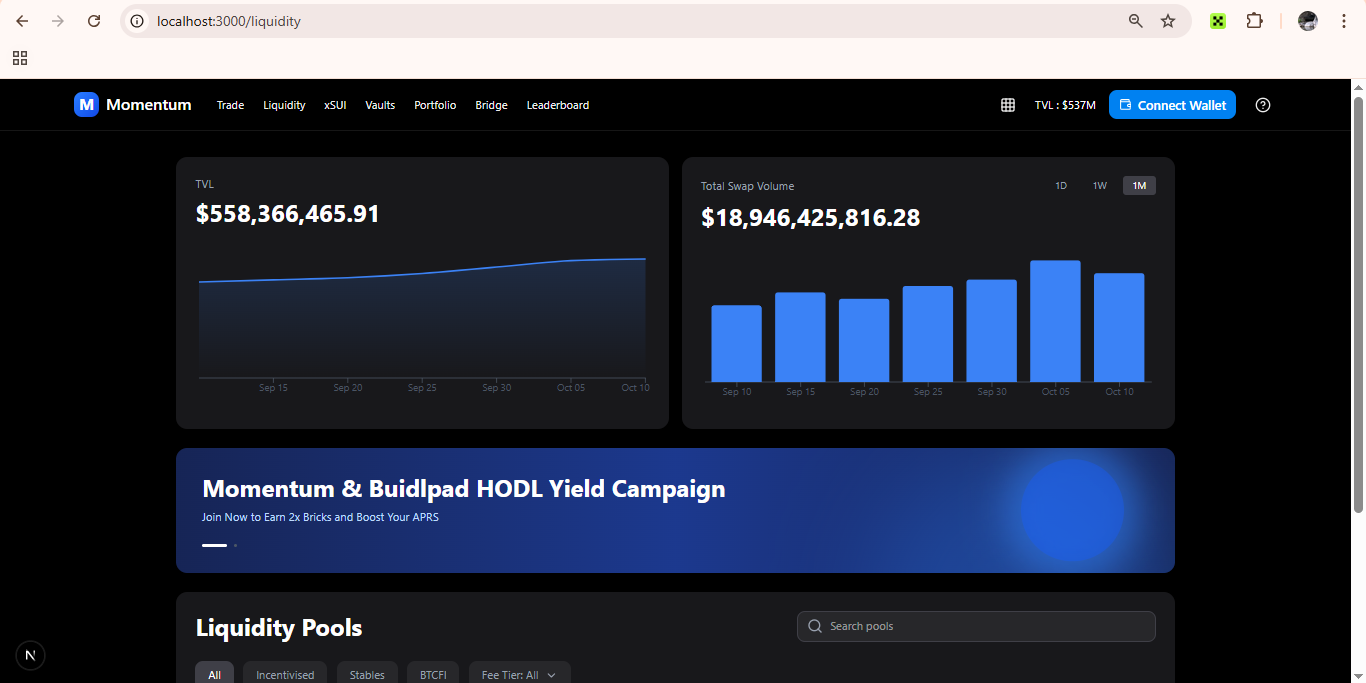 localhost:3000/liquidity
M Momentum Trade Liquidity xSUI Vaults Portfolio Bridge Leaderboard TVL : $537M Connect Wallet
TVL
$558,366,465.91
Sep 15 Sep 20 Sep 25 Sep 30 Oct 05 Oct 10
Total Swap Volume 1D 1W 1M
$18,946,425,816.28
Sep 10 Sep 15 Sep 20 Sep 25 Sep 30 Oct 05 Oct 10
Momentum & Buidlpad HODL Yield Campaign
Join Now to Earn 2x Bricks and Boost Your APRS
Liquidity Pools Search pools
N
All Incentivised Stables BTCFI Fee Tier: All